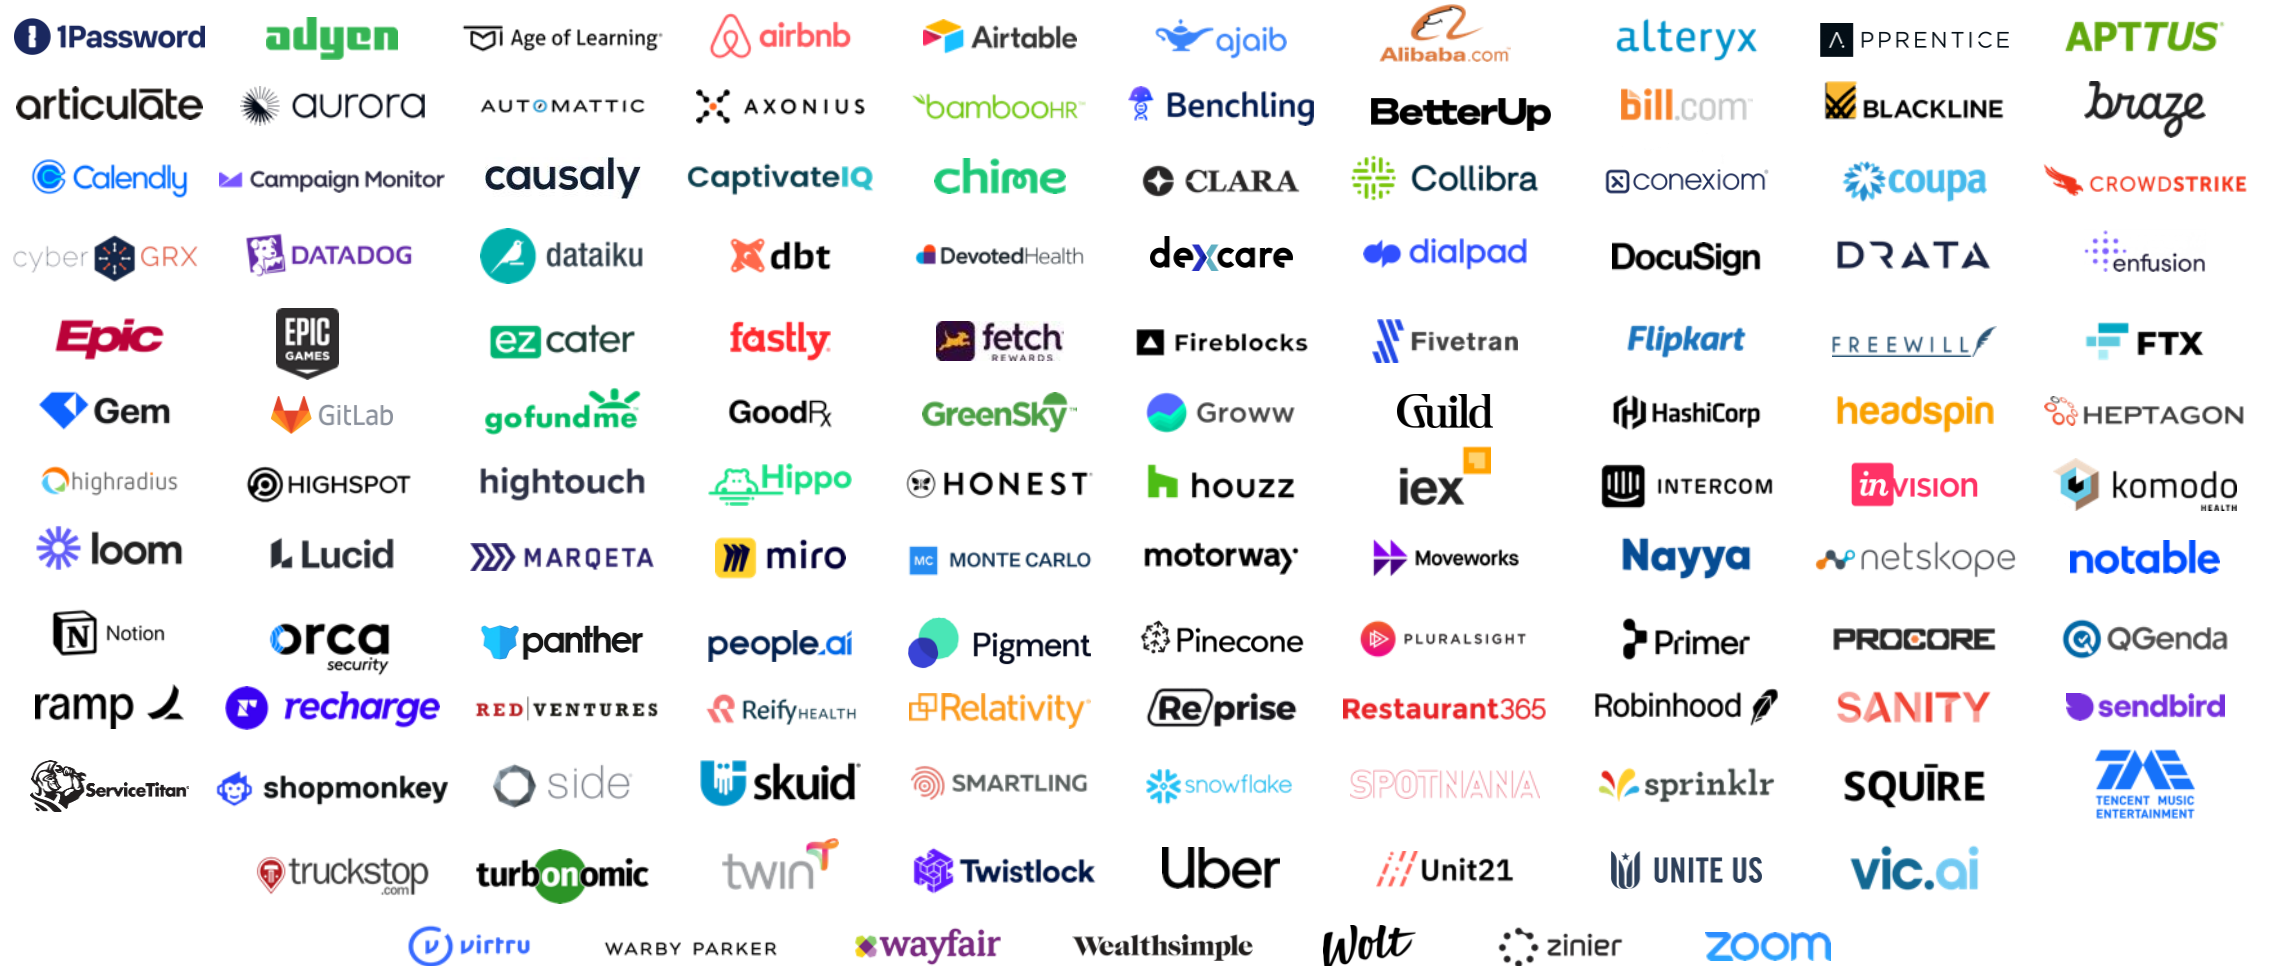 1Password adyen Age of Learning airbnb Airtable ajaib Alibaba.com alteryx APPRENTICE APTTUS
articulate aurora AUTOMATTIC AXONIUS bambooHR Benchling BetterUp bill.com BLACKLINE braze
Calendly Campaign Monitor causaly CaptivateIQ chime CLARA Collibra conexiom coupa CROWDSTRIKE
cyber GRX DATADOG dataiku dbt DevotedHealth dexcare dialpad DocuSign DRATA enfusion
Epic EPIC GAMES ez cater fastly fetch REWARDS Fireblocks Fivetran Flipkart FREEWILL FTX
Gem GitLab gofundme GoodRx GreenSky Groww Guild HashiCorp headspin HEPTAGON
highradius HIGHSPOT hightouch Hippo HONEST houzz iex INTERCOM inVISION komodo HEALTH
loom Lucid MARQETA miro MC MONTE CARLO motorway Moveworks Nayya netskope notable
N Notion orca security panther people.ai Pigment Pinecone PLURALSIGHT Primer PROCORE QGenda
ramp recharge RED|VENTURES ReifyHEALTH Relativity Reprise Restaurant365 Robinhood SANITY sendbird
ServiceTitan shopmonkey side skuid SMARTLING snowflake SPOTNANA sprinklr SQUIRE TME TENCENT MUSIC ENTERTAINMENT
truckstop .com turbonomic twin T Twistlock Uber Unit21 UNITE US vic.ai
virtru WARBY PARKER wayfair Wealthsimple Wolt zinier zoom